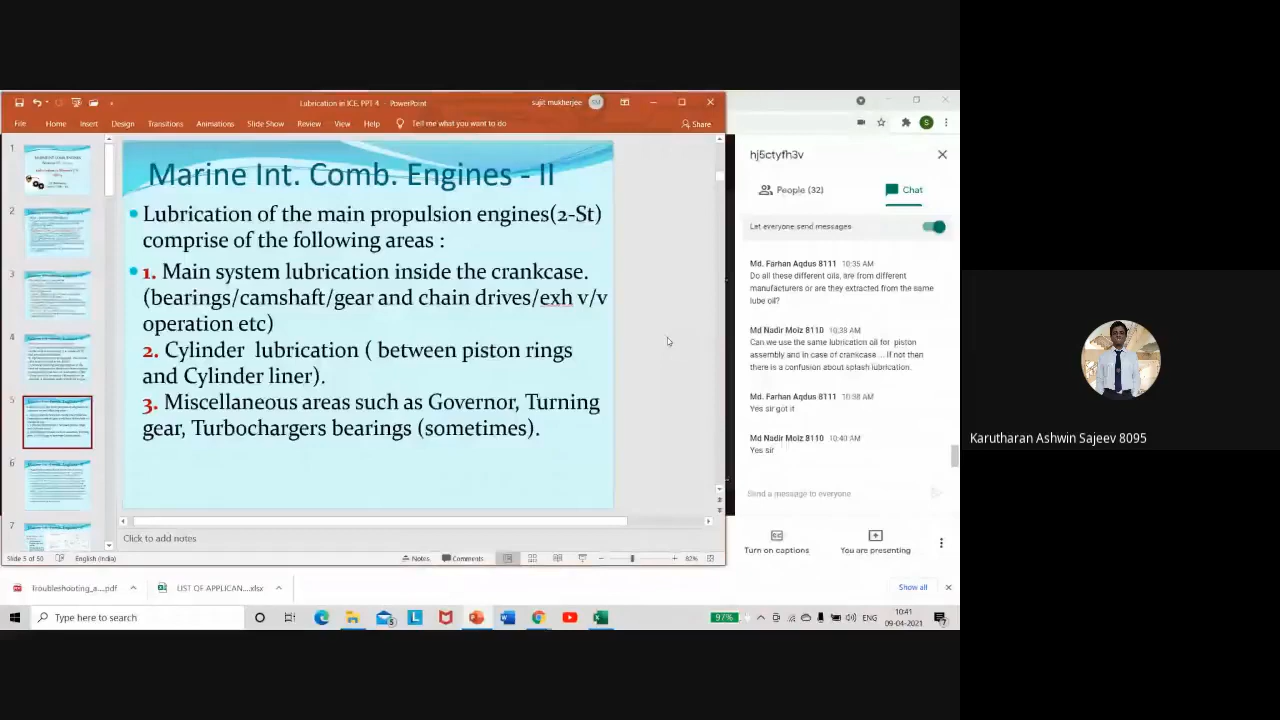 Lubrication in ICE. PPT 4 - PowerPoint
sujit mukherjee
File Home Insert Design Transitions Animations Slide Show Review View Help Tell me what you want to do Share
1
2
3
4
5
6
7
Marine Int. Comb. Engines - II
Lubrication of the main propulsion engines(2-St)
comprise of the following areas :
1. Main system lubrication inside the crankcase.
(bearings/camshaft/gear and chain drives/exh v/v
operation etc)
2. Cylinder lubrication ( between piston rings
and Cylinder liner).
3. Miscellaneous areas such as Governor, Turning
gear, Turbochargers bearings (sometimes).
Click to add notes
Slide 5 of 50 English (India) Notes Comments 82%
S
hj5ctyfh3v
People (32) Chat
Let everyone send messages
Md. Farhan Aqdus 8111 10:35 AM
Do all these different oils, are from different
manufacturers or are they extracted from the same
lube oil?
Md Nadir Moiz 8110 10:38 AM
Can we use the same lubrication oil for piston
assembly and in case of crankcase ... if not then
there is a confusion about splash lubrication.
Md. Farhan Aqdus 8111 10:38 AM
Yes sir got it
Md Nadir Moiz 8110 10:40 AM
Yes sir
Send a message to everyone
Turn on captions You are presenting
Karutharan Ashwin Sajeev 8095
Troubleshooting_a....pdf LIST OF APPLICAN....xlsx Show all
Type here to search 97% ENG 10:41
09-04-2021